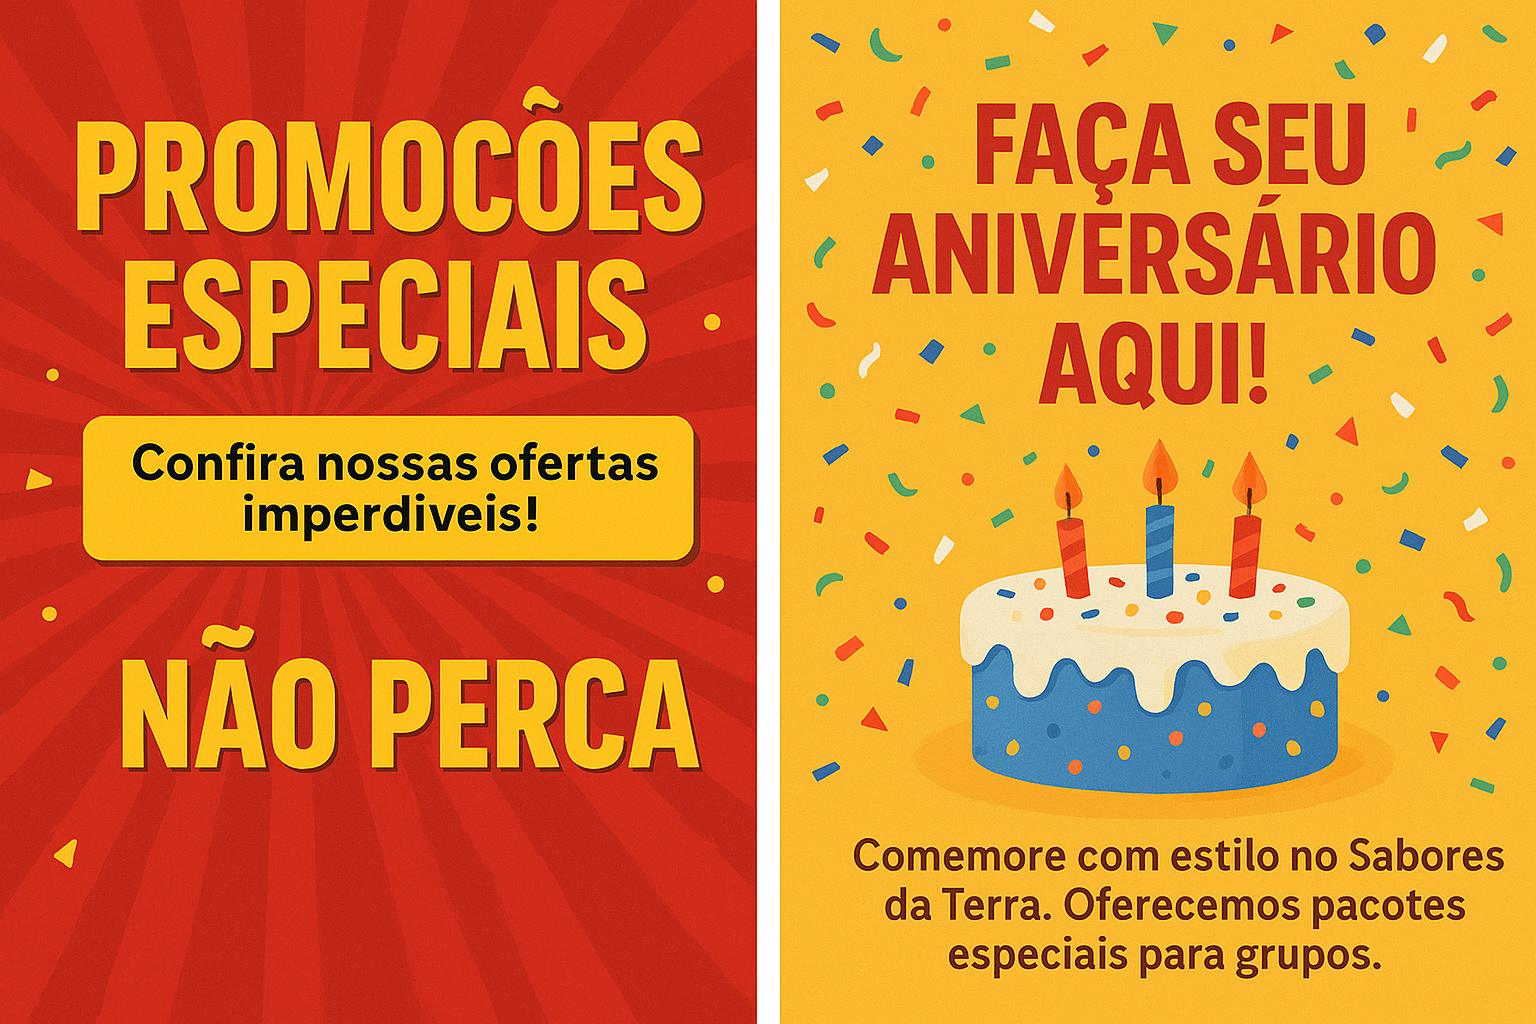 PROMOCÕES
ESPECIAIS
Confira nossas ofertas
imperdiveis!
NÃO PERCA
FAÇA SEU
ANIVERSÁRIO
AQUI!
Comemore com estilo no Sabores
da Terra. Oferecemos pacotes
especiais para grupos.